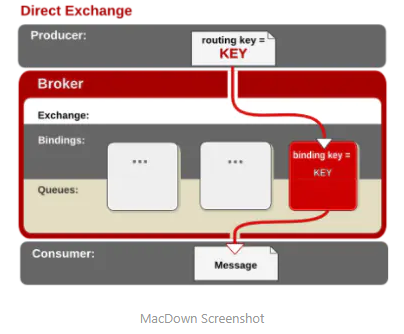 Direct Exchange
Producer:
routing key =
KEY
Broker
Exchange:
Bindings:
...
...
binding key =
KEY
Queues:
Consumer:
Message
MacDown Screenshot